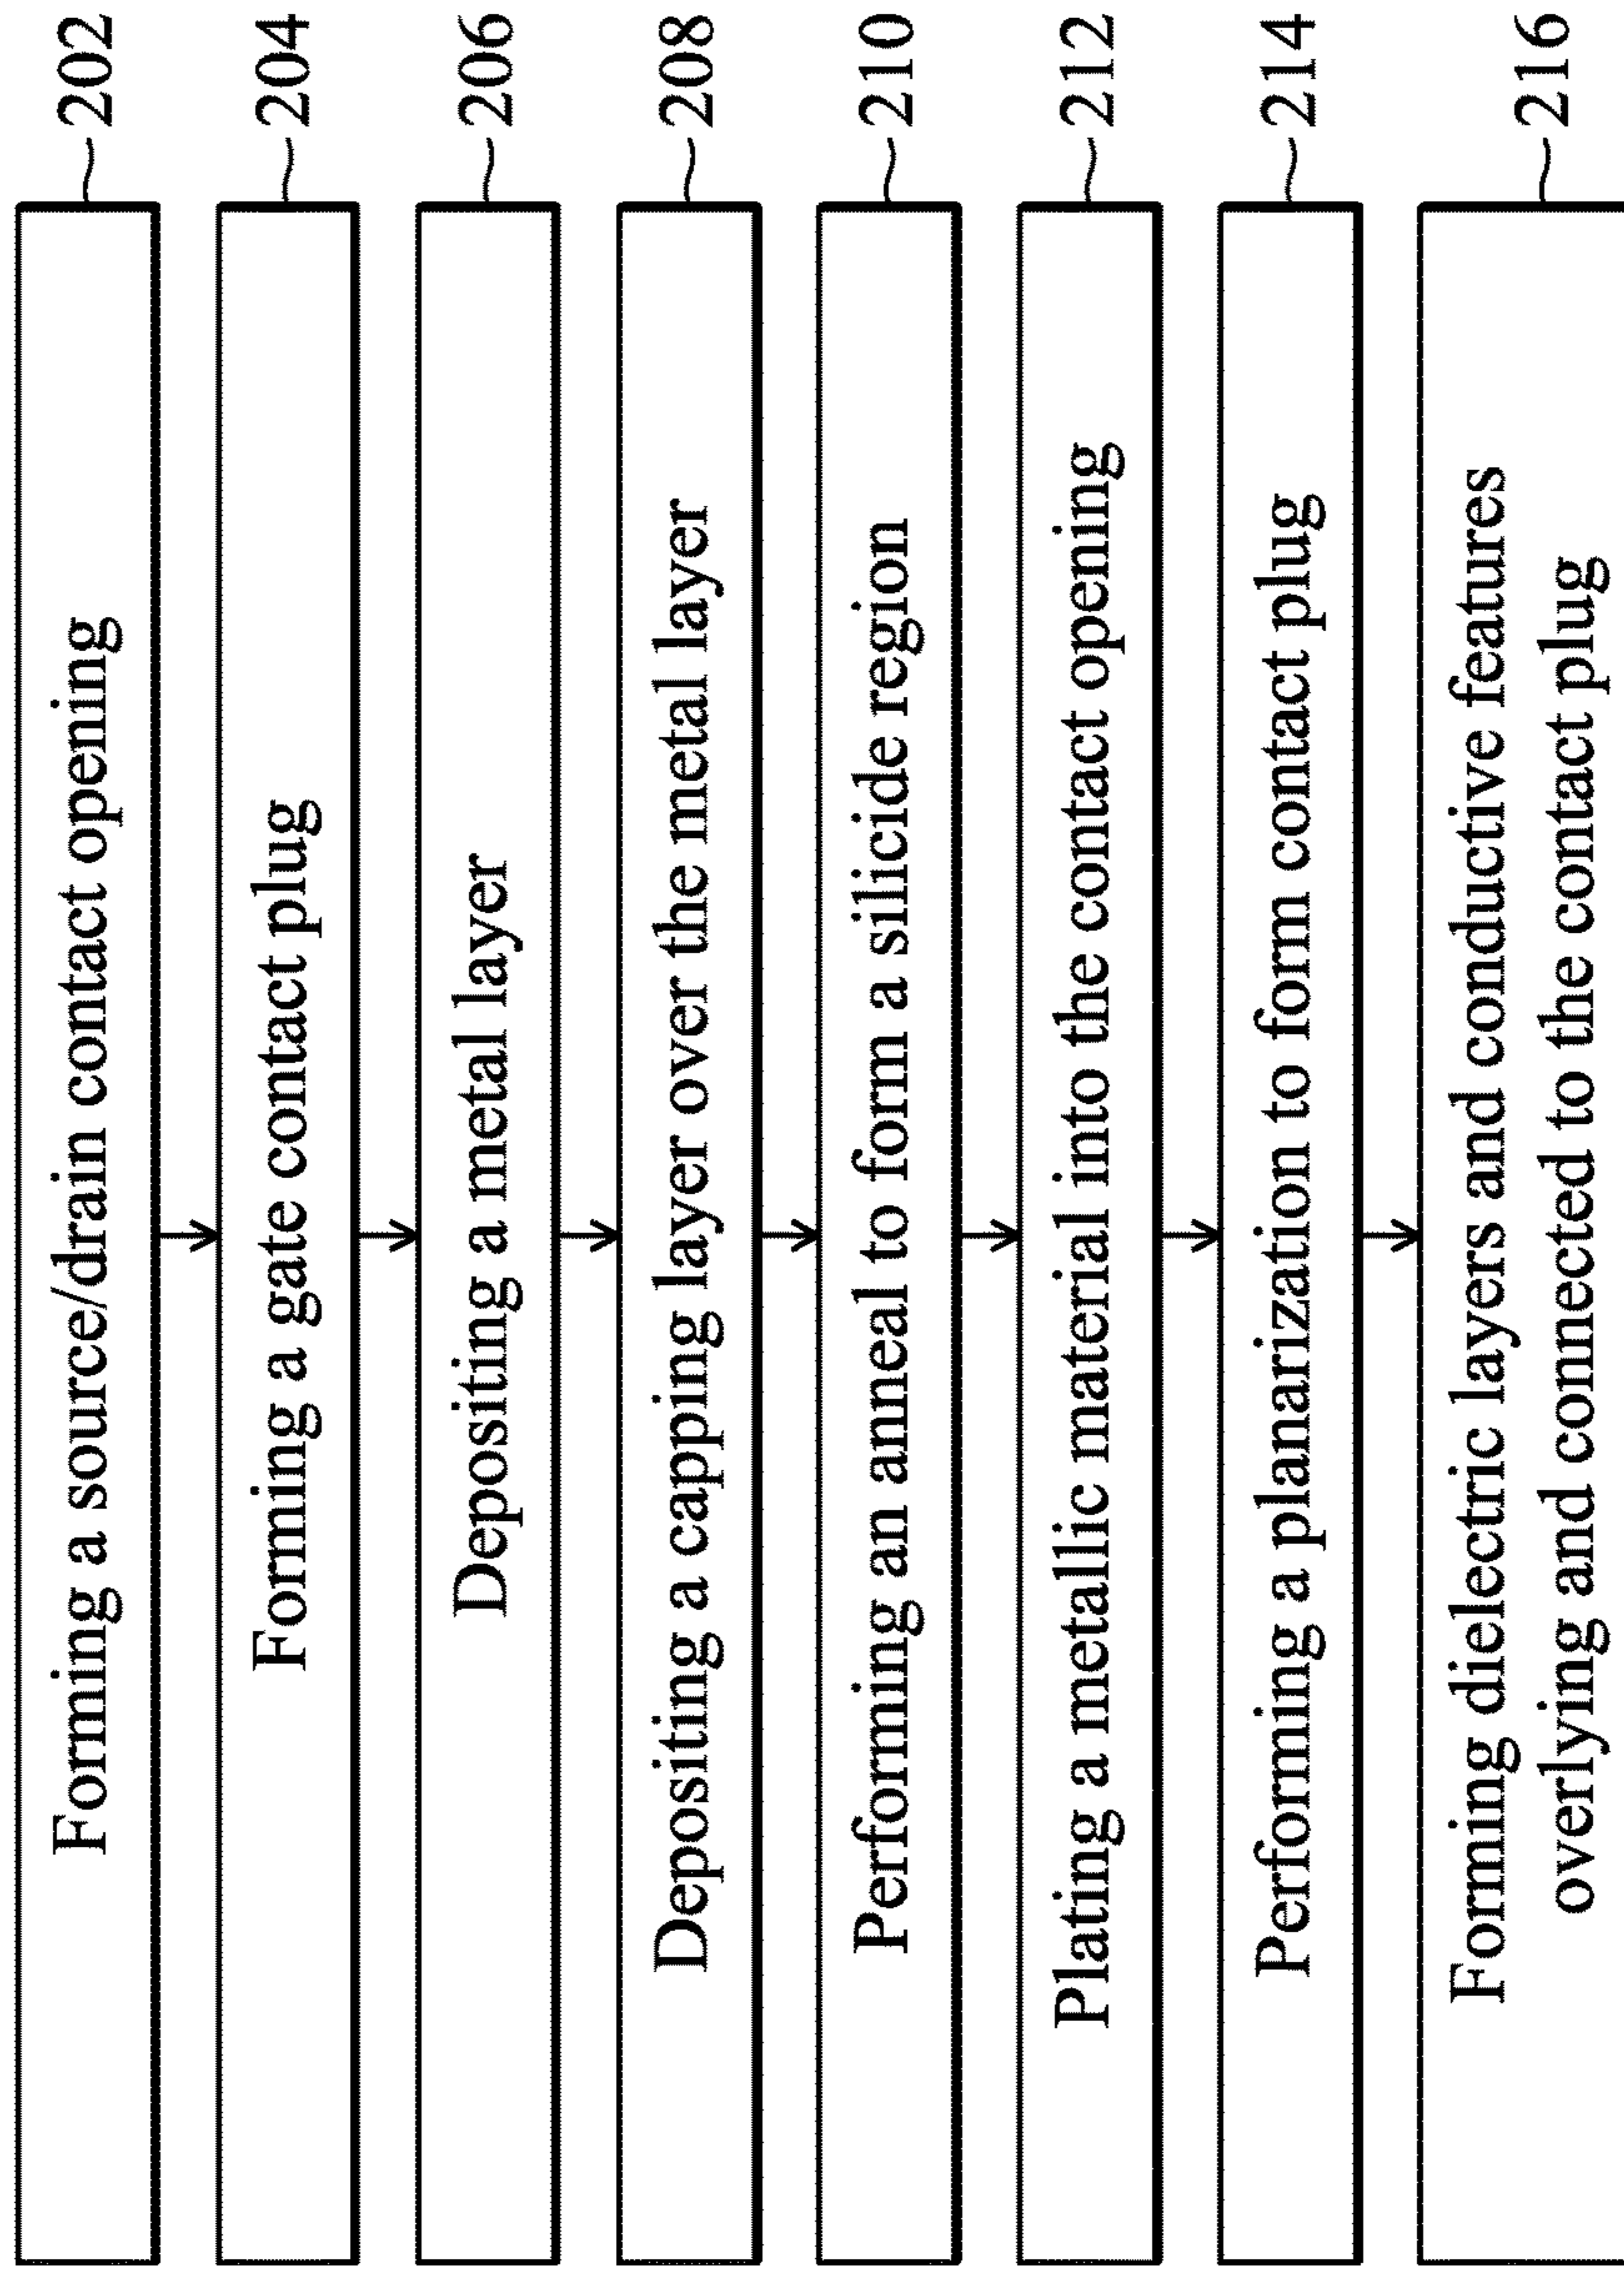 Forming a source/drain contact opening 202
Forming a gate contact plug 204
Depositing a metal layer 206
Depositing a capping layer over the metal layer 208
Performing an anneal to form a silicide region 210
Plating a metallic material into the contact opening 212
Performing a planarization to form contact plug 214
Forming dielectric layers and conductive features 216
overlying and connected to the contact plug